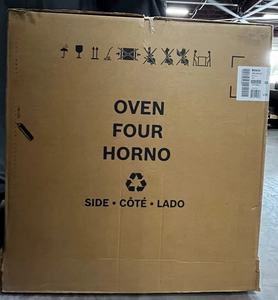 OVEN
FOUR
HORNO
SIDE • CÔTÉ • LADO